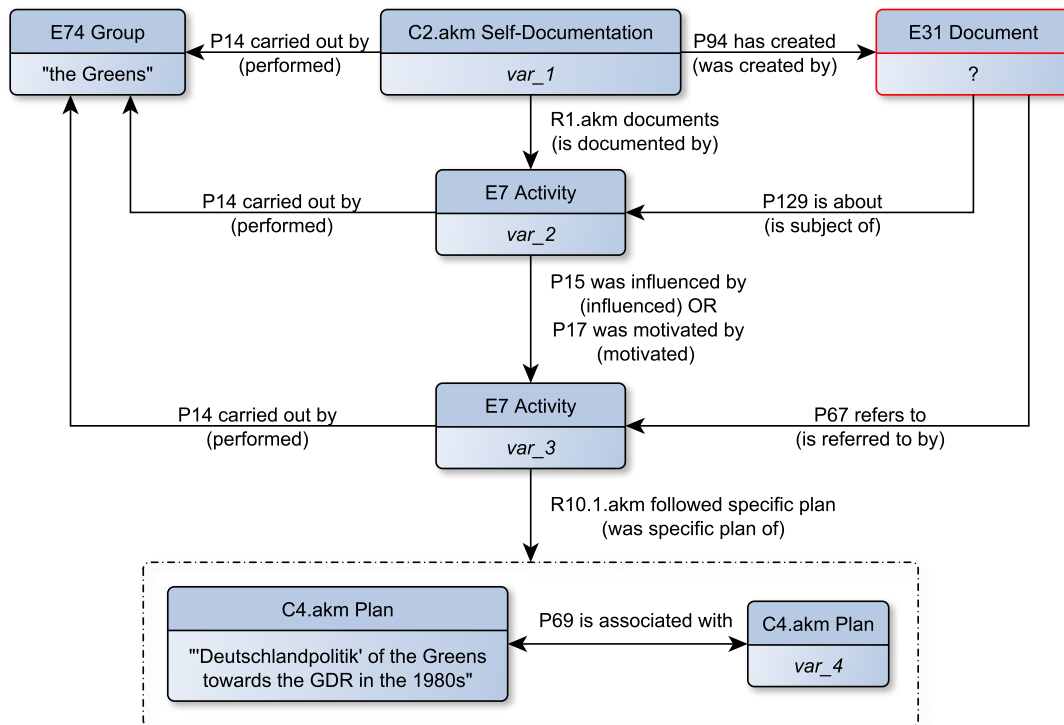 E74 Group
"the Greens"
P14 carried out by
(performed)
C2.akm Self-Documentation
var_1
P94 has created
(was created by)
E31 Document
?
R1.akm documents
(is documented by)
P14 carried out by
(performed)
E7 Activity
var_2
P129 is about
(is subject of)
P15 was influenced by
(influenced) OR
P17 was motivated by
(motivated)
P14 carried out by
(performed)
E7 Activity
var_3
P67 refers to
(is referred to by)
R10.1.akm followed specific plan
(was specific plan of)
C4.akm Plan
"'Deutschlandpolitik' of the Greens
towards the GDR in the 1980s"
P69 is associated with
C4.akm Plan
var_4